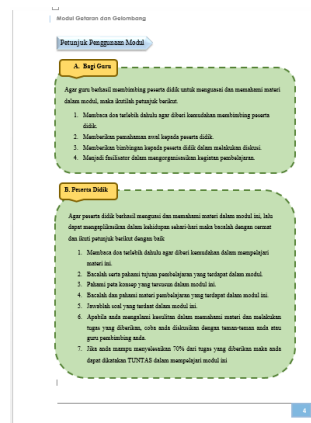 Modul Getaran dan Gelombang
Petunjuk Penggunaan Modul
A. Bagi Guru
Agar guru berhasil membimbing peserta didik untuk menguasai dan memahami materi
dalam modul, maka ikutilah petunjuk berikut.
1. Membaca doa terlebih dahulu agar diberi kemudahan membimbing peserta
didik.
2. Memberikan pemahaman awal kepada peserta didik.
3. Memberikan bimbingan kepada peserta didik dalam melakukan diskusi.
4. Menjadi fasilitator dalam mengorganisasikan kegiatan pembelajaran.
B. Peserta Didik
Agar peserta didik berhasil menguasi dan memahami materi dalam modul ini, lalu
dapat mengaplikasikan dalam kehidupan sehari-hari maka bacalah dengan cermat
dan ikuti petunjuk berikut dengan baik
1. Membaca doa terlebih dahulu agar diberi kemudahan dalam mempelajari
materi ini.
2. Bacalah serta pahami tujuan pembelajaran yang terdapat dalam modul.
3. Pahami peta konsep yang tersusun dalam modul ini.
4. Bacalah dan pahami materi pembelajaran yang terdapat dalam modul ini.
5. Jawablah soal yang terdaat dalam modul ini.
6. Apabila anda mengalami kesulitan dalam memahami materi dan melakukan
tugas yang diberikan, coba anda diskusikan dengan teman-teman anda atau
guru pembimbing anda.
7. Jika anda mampu menyelesaikan 70% dari tugas yang diberikan maka anda
dapat dikatakan TUNTAS dalam mempelajari modul ini
4